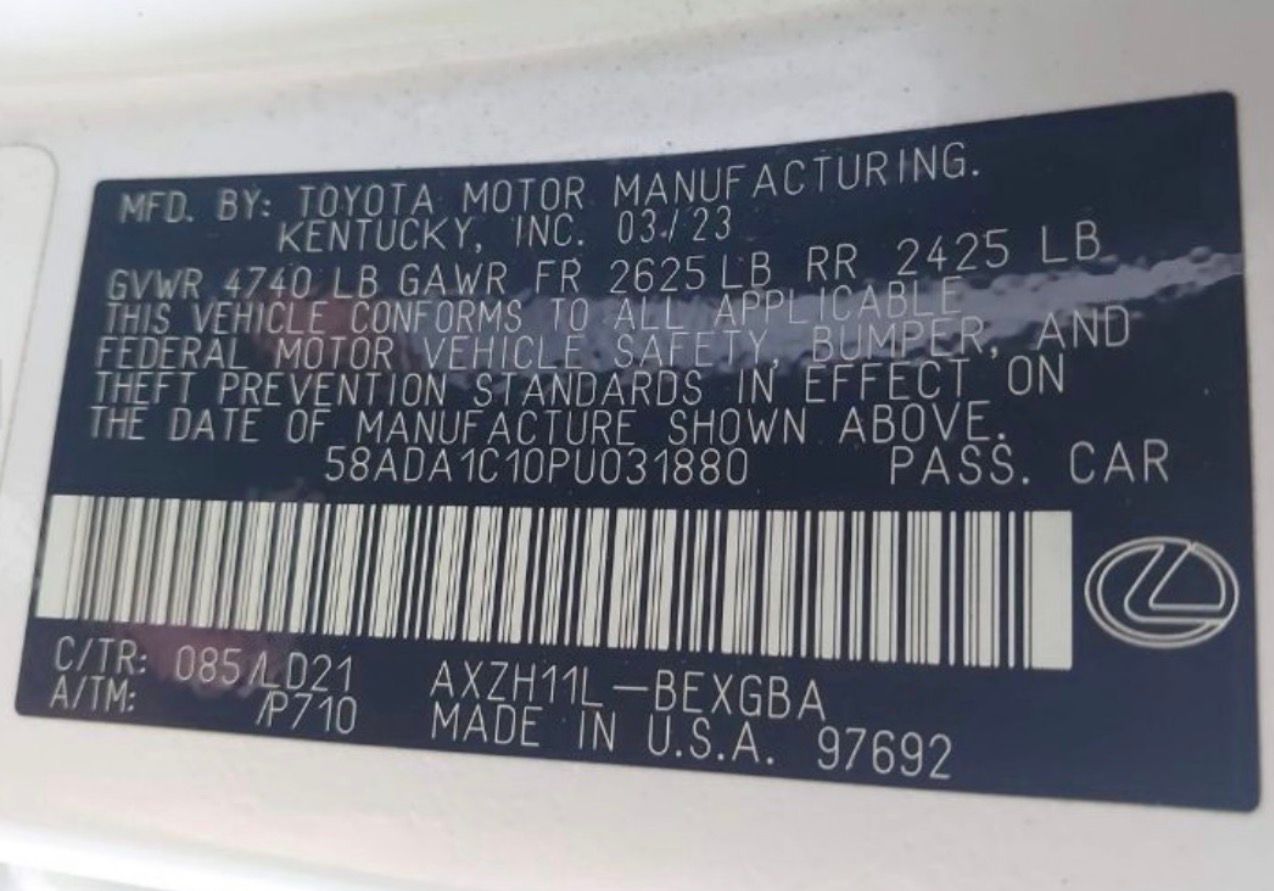 MFD. BY: TOYOTA MOTOR MANUFACTURING.
KENTUCKY, INC. 03/23
GVWR 4740 LB GAWR FR 2625 LB RR 2425 LB
THIS VEHICLE CONFORMS TO ALL APPLICABLE
FEDERAL MOTOR VEHICLE SAFETY, BUMPER, AND
THEFT PREVENTION STANDARDS IN EFFECT ON
THE DATE OF MANUFACTURE SHOWN ABOVE.
58ADA1C10PU031880 PASS. CAR
C/TR: 085/LD21 AXZH11L-BEXGBA
A/TM: /P710 MADE IN U.S.A. 97692